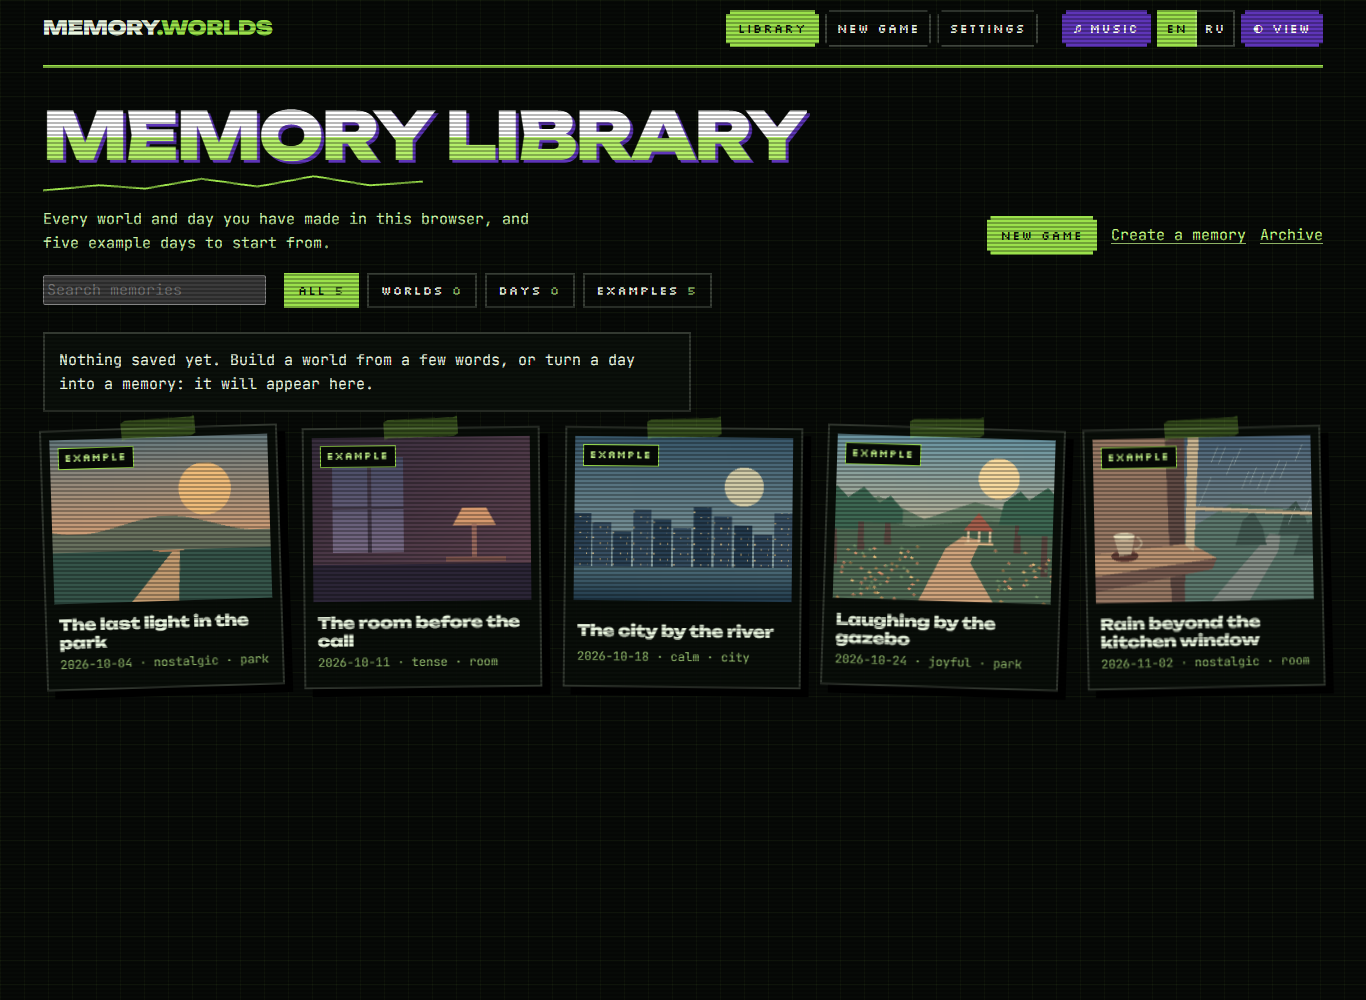 MEMORY.WORLDS
LIBRARY NEW GAME SETTINGS ♫ MUSIC EN RU ◐ VIEW
MEMORY LIBRARY
Every world and day you have made in this browser, and
five example days to start from.
NEW GAME Create a memory Archive
Search memories
ALL 5 WORLDS 0 DAYS 0 EXAMPLES 5
Nothing saved yet. Build a world from a few words, or turn a day
into a memory: it will appear here.
EXAMPLE
The last light in the
park
2026-10-04 · nostalgic · park
EXAMPLE
The room before the
call
2026-10-11 · tense · room
EXAMPLE
The city by the river
2026-10-18 · calm · city
EXAMPLE
Laughing by the
gazebo
2026-10-24 · joyful · park
EXAMPLE
Rain beyond the
kitchen window
2026-11-02 · nostalgic · room